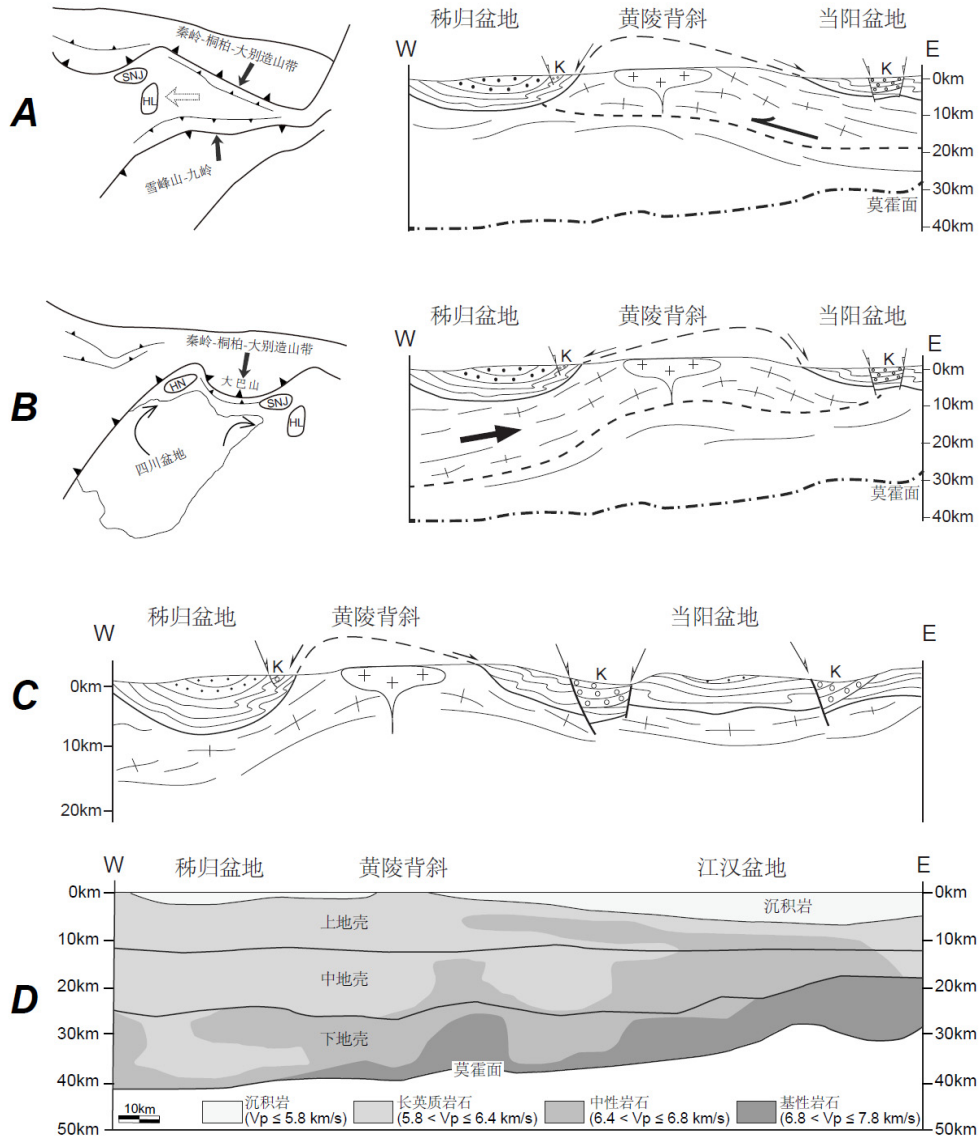 A
秦岭-桐柏-大别造山带
SNJ
HL
雪峰山-九岭
秭归盆地 黄陵背斜 当阳盆地
W E
K K
0km
10km
20km
30km
莫霍面
40km
B
秦岭-桐柏-大别造山带
HN
大巴山
SNJ
HL
四川盆地
秭归盆地 黄陵背斜 当阳盆地
W E
K K
0km
10km
20km
30km
莫霍面
40km
C
秭归盆地 黄陵背斜 当阳盆地
W E
K K K
0km
10km
20km
D
秭归盆地 黄陵背斜 江汉盆地
W E
0km 沉积岩 0km
上地壳
10km 10km
中地壳
20km 20km
30km 下地壳 30km
莫霍面
40km 40km
10km
沉积岩 长英质岩石 中性岩石 基性岩石
(Vp ≤ 5.8 km/s) (5.8 < Vp ≤ 6.4 km/s) (6.4 < Vp ≤ 6.8 km/s) (6.8 < Vp ≤ 7.8 km/s)
50km 50km